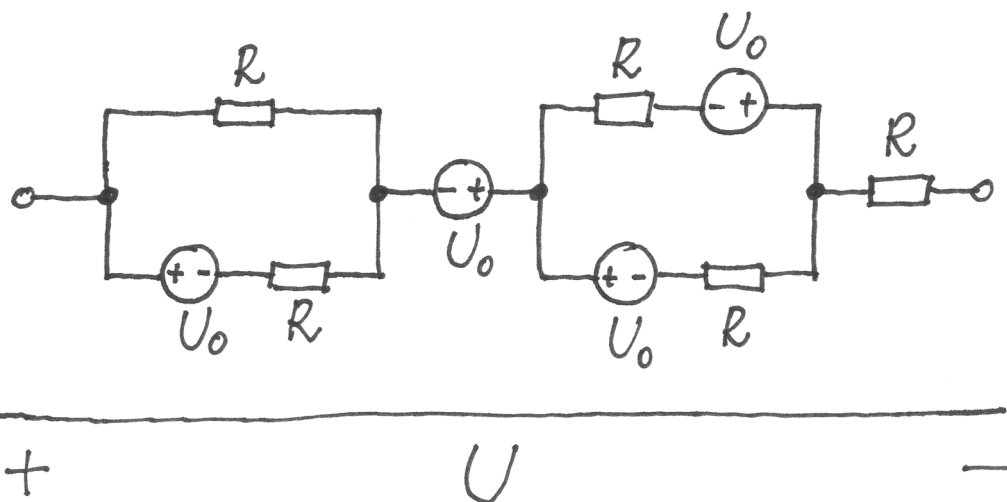 U₀
R R R
- +
- +
U₀
+ - + -
U₀ R U₀ R
+ U -